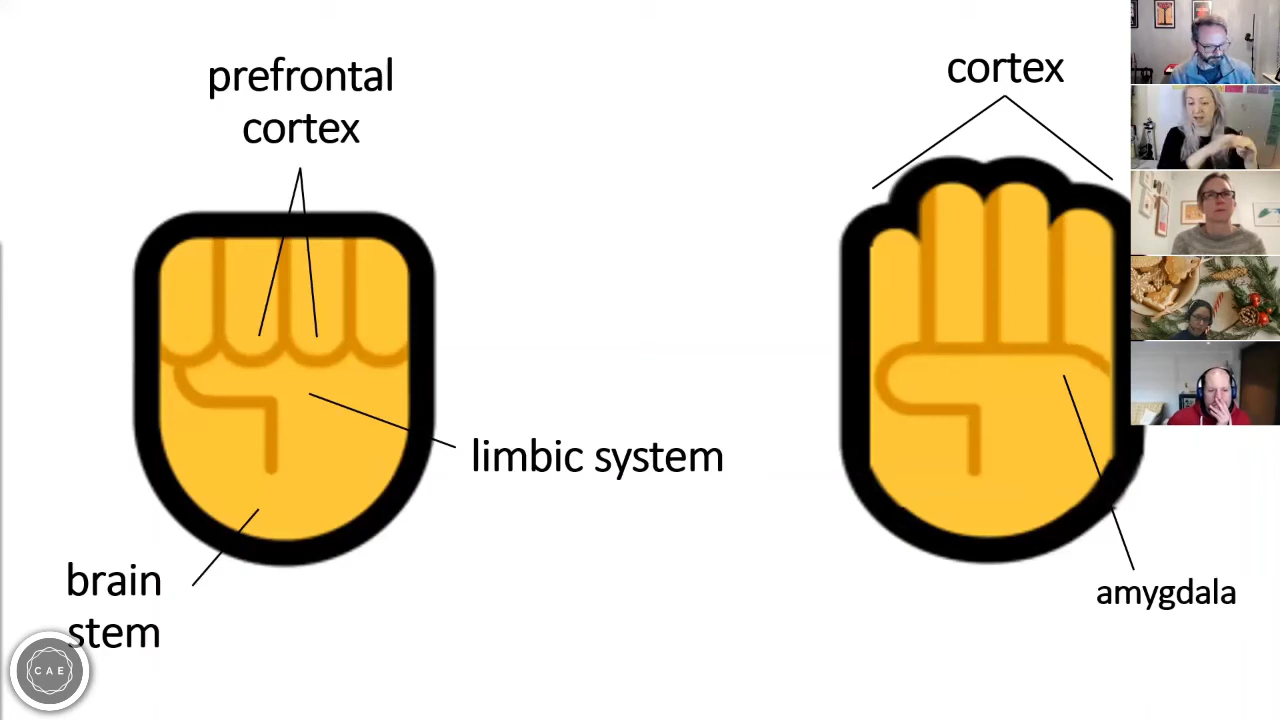 prefrontal
cortex
cortex
limbic system
brain
stem
amygdala
CAE